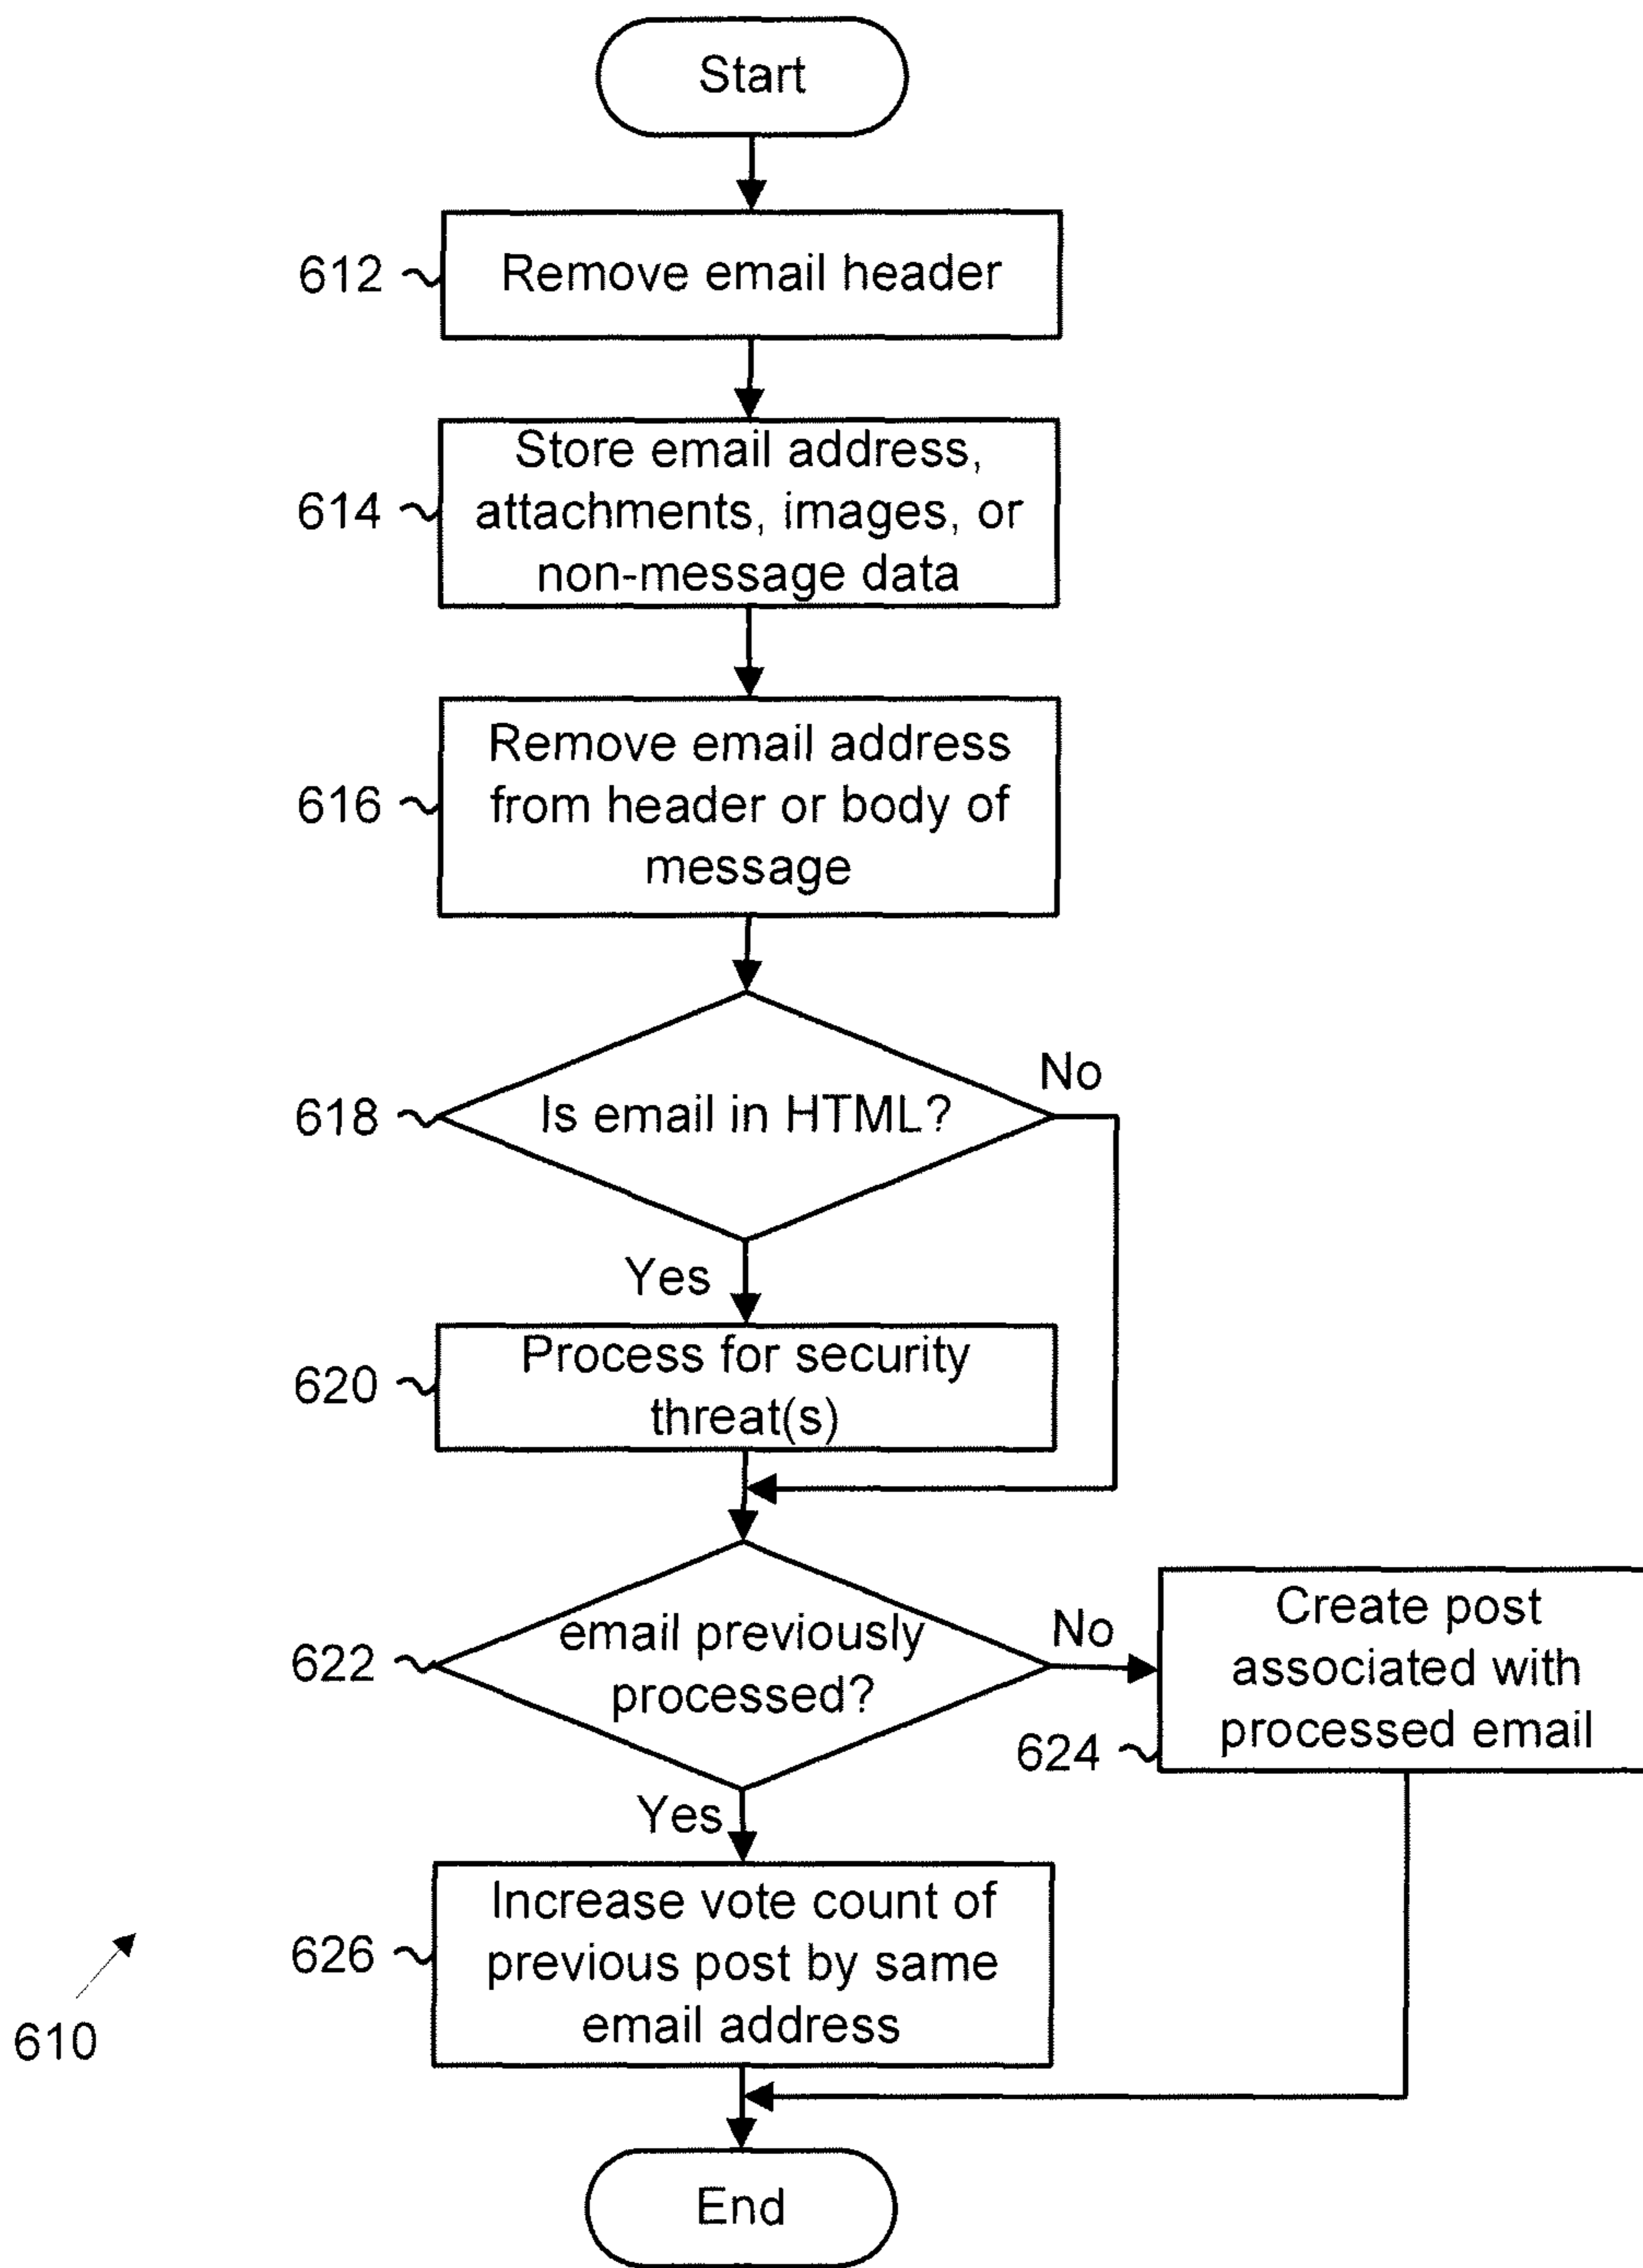 Start
612
Remove email header
614
Store email address,
attachments, images, or
non-message data
616
Remove email address
from header or body of
message
618
Is email in HTML?
No
Yes
620
Process for security
threat(s)
622
email previously
processed?
No
Create post
associated with
processed email
624
Yes
626
Increase vote count of
previous post by same
email address
610
End